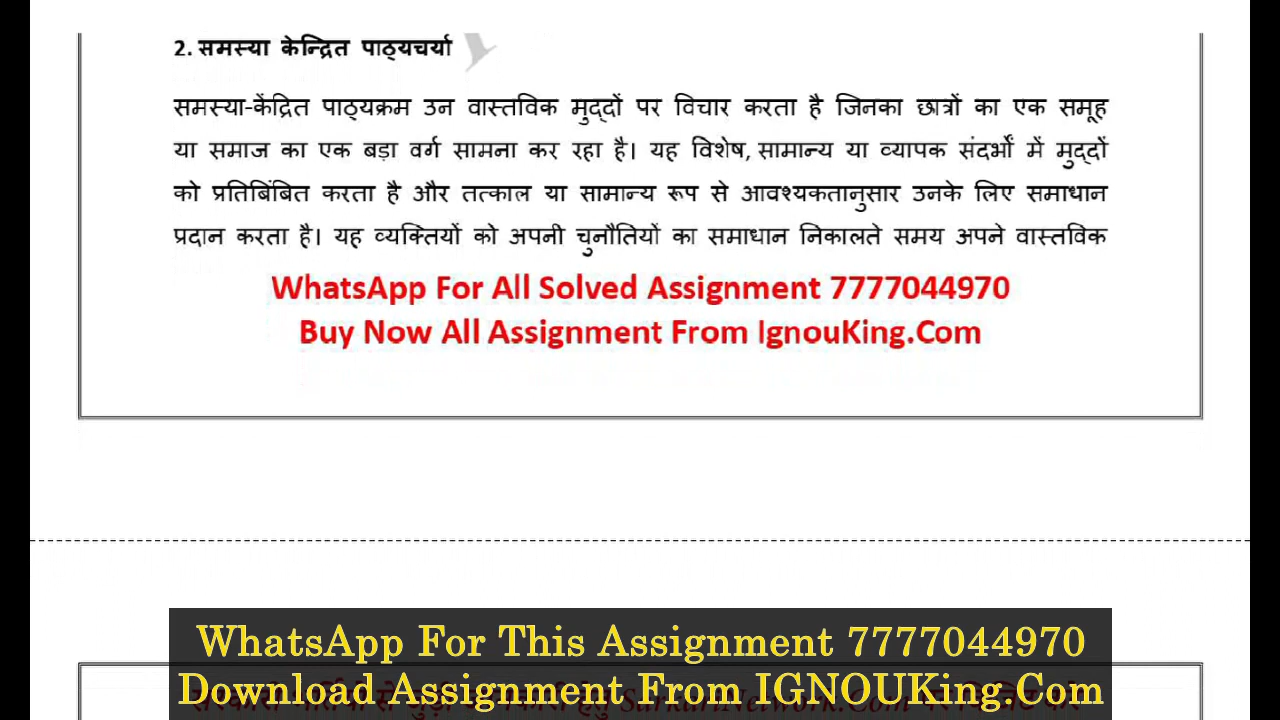 2. समस्या केन्द्रित पाठ्यचर्या
समस्या-केंद्रित पाठ्यक्रम उन वास्तविक मुद्दों पर विचार करता है जिनका छात्रों का एक समूह
या समाज का एक बड़ा वर्ग सामना कर रहा है। यह विशेष, सामान्य या व्यापक संदर्भों में मुद्दों
को प्रतिबिंबित करता है और तत्काल या सामान्य रूप से आवश्यकतानुसार उनके लिए समाधान
प्रदान करता है। यह व्यक्तियों को अपनी चुनौतियों का समाधान निकालते समय अपने वास्तविक
WhatsApp For All Solved Assignment 7777044970
Buy Now All Assignment From IgnouKing.Com
WhatsApp For This Assignment 7777044970
Download Assignment From IGNOUKing.Com